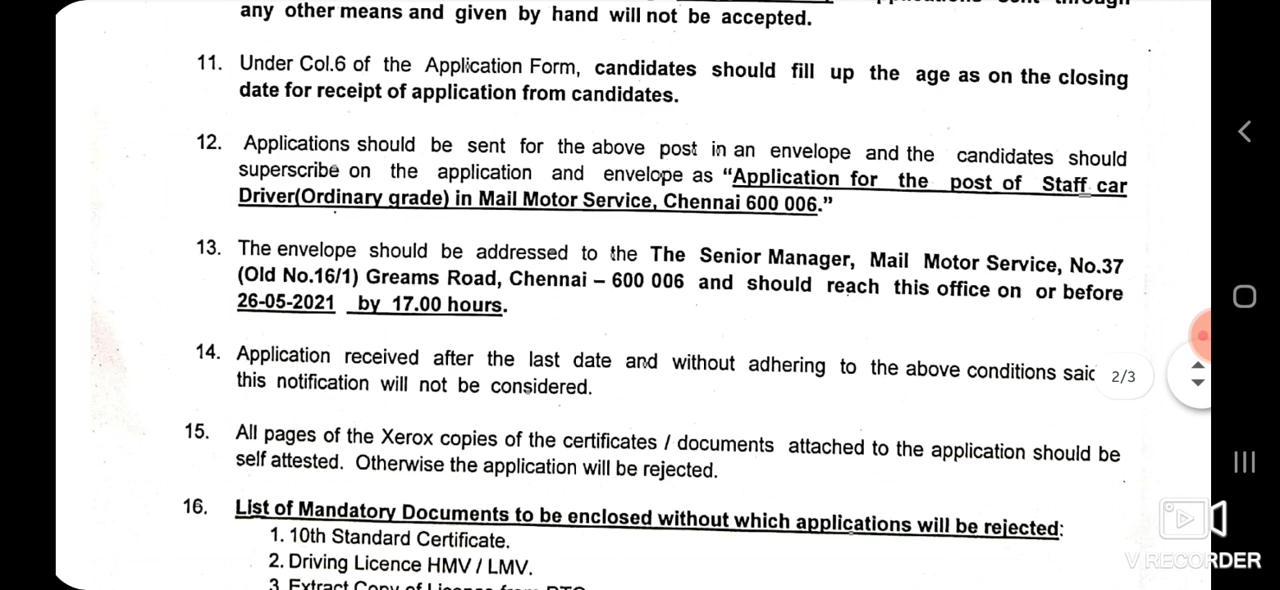 any other means and given by hand will not be accepted.
11. Under Col.6 of the Application Form, candidates should fill up the age as on the closing
date for receipt of application from candidates.
12. Applications should be sent for the above post in an envelope and the candidates should
superscribe on the application and envelope as “Application for the post of Staff car
Driver(Ordinary grade) in Mail Motor Service, Chennai 600 006.”
13. The envelope should be addressed to the The Senior Manager, Mail Motor Service, No.37
(Old No.16/1) Greams Road, Chennai – 600 006 and should reach this office on or before
26-05-2021 by 17.00 hours.
14. Application received after the last date and without adhering to the above conditions said
this notification will not be considered.
2/3
15. All pages of the Xerox copies of the certificates / documents attached to the application should be
self attested. Otherwise the application will be rejected.
16. List of Mandatory Documents to be enclosed without which applications will be rejected:
1. 10th Standard Certificate.
2. Driving Licence HMV / LMV.
3 Extract Copy of
V RECORDER